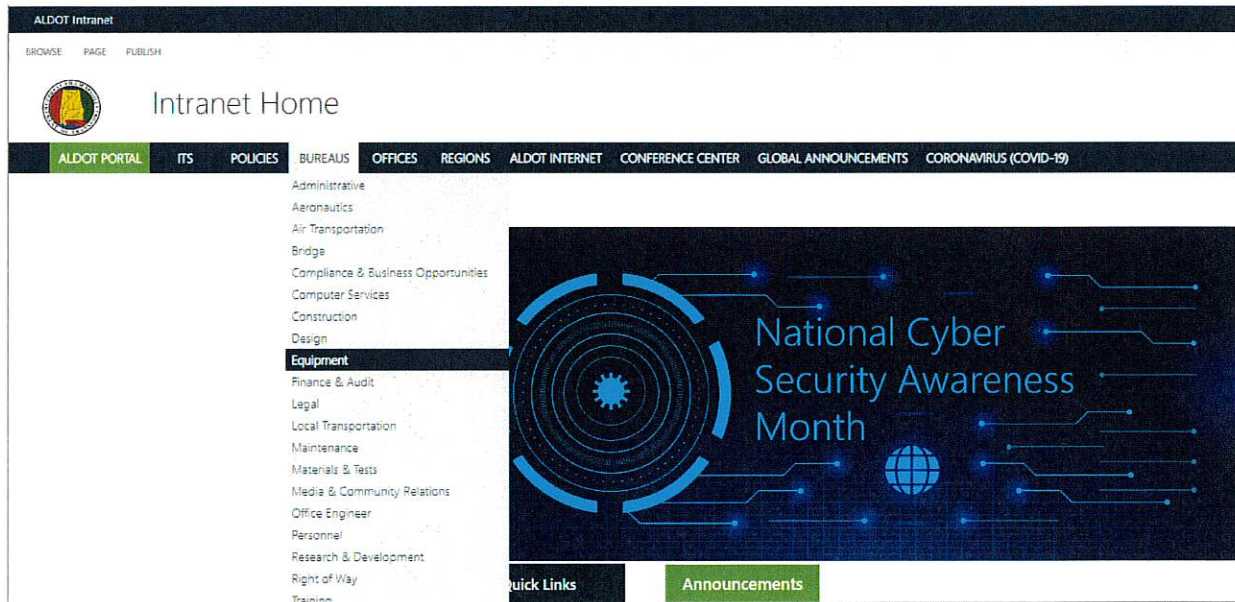 ALDOT Intranet
BROWSE PAGE PUBLISH
Intranet Home
ALDOT PORTAL ITS POLICIES BUREAUS OFFICES REGIONS ALDOT INTERNET CONFERENCE CENTER GLOBAL ANNOUNCEMENTS CORONAVIRUS (COVID-19)
Administrative
Aeronautics
Air Transportation
Bridge
Compliance & Business Opportunities
Computer Services
Construction
Design
Equipment
Finance & Audit
Legal
Local Transportation
Maintenance
Materials & Tests
Media & Community Relations
Office Engineer
Personnel
Research & Development
Right of Way
Training
National Cyber
Security Awareness
Month
Quick Links
Announcements